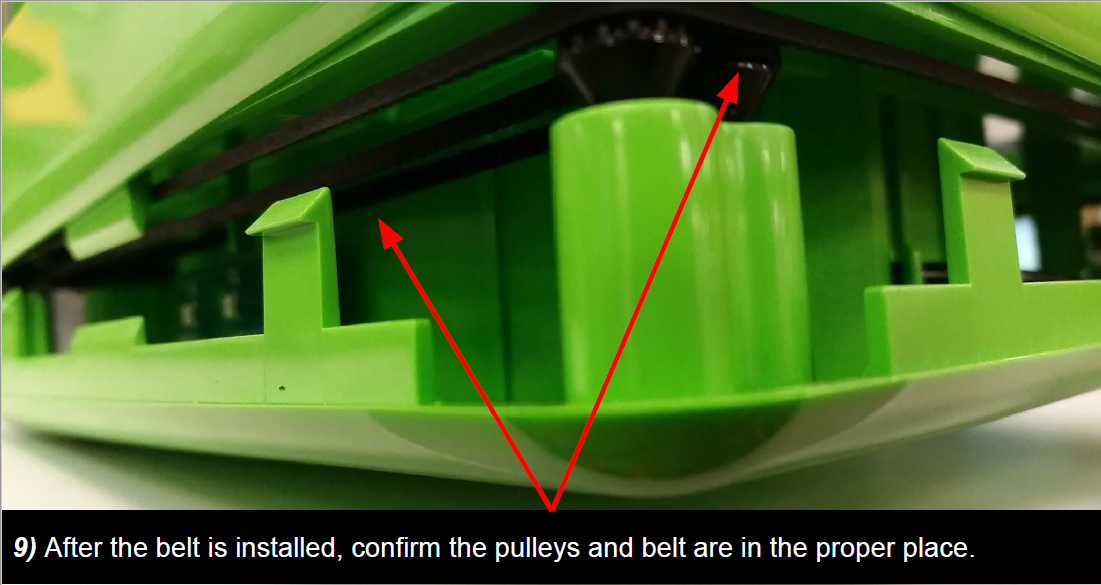 9) After the belt is installed, confirm the pulleys and belt are in the proper place.